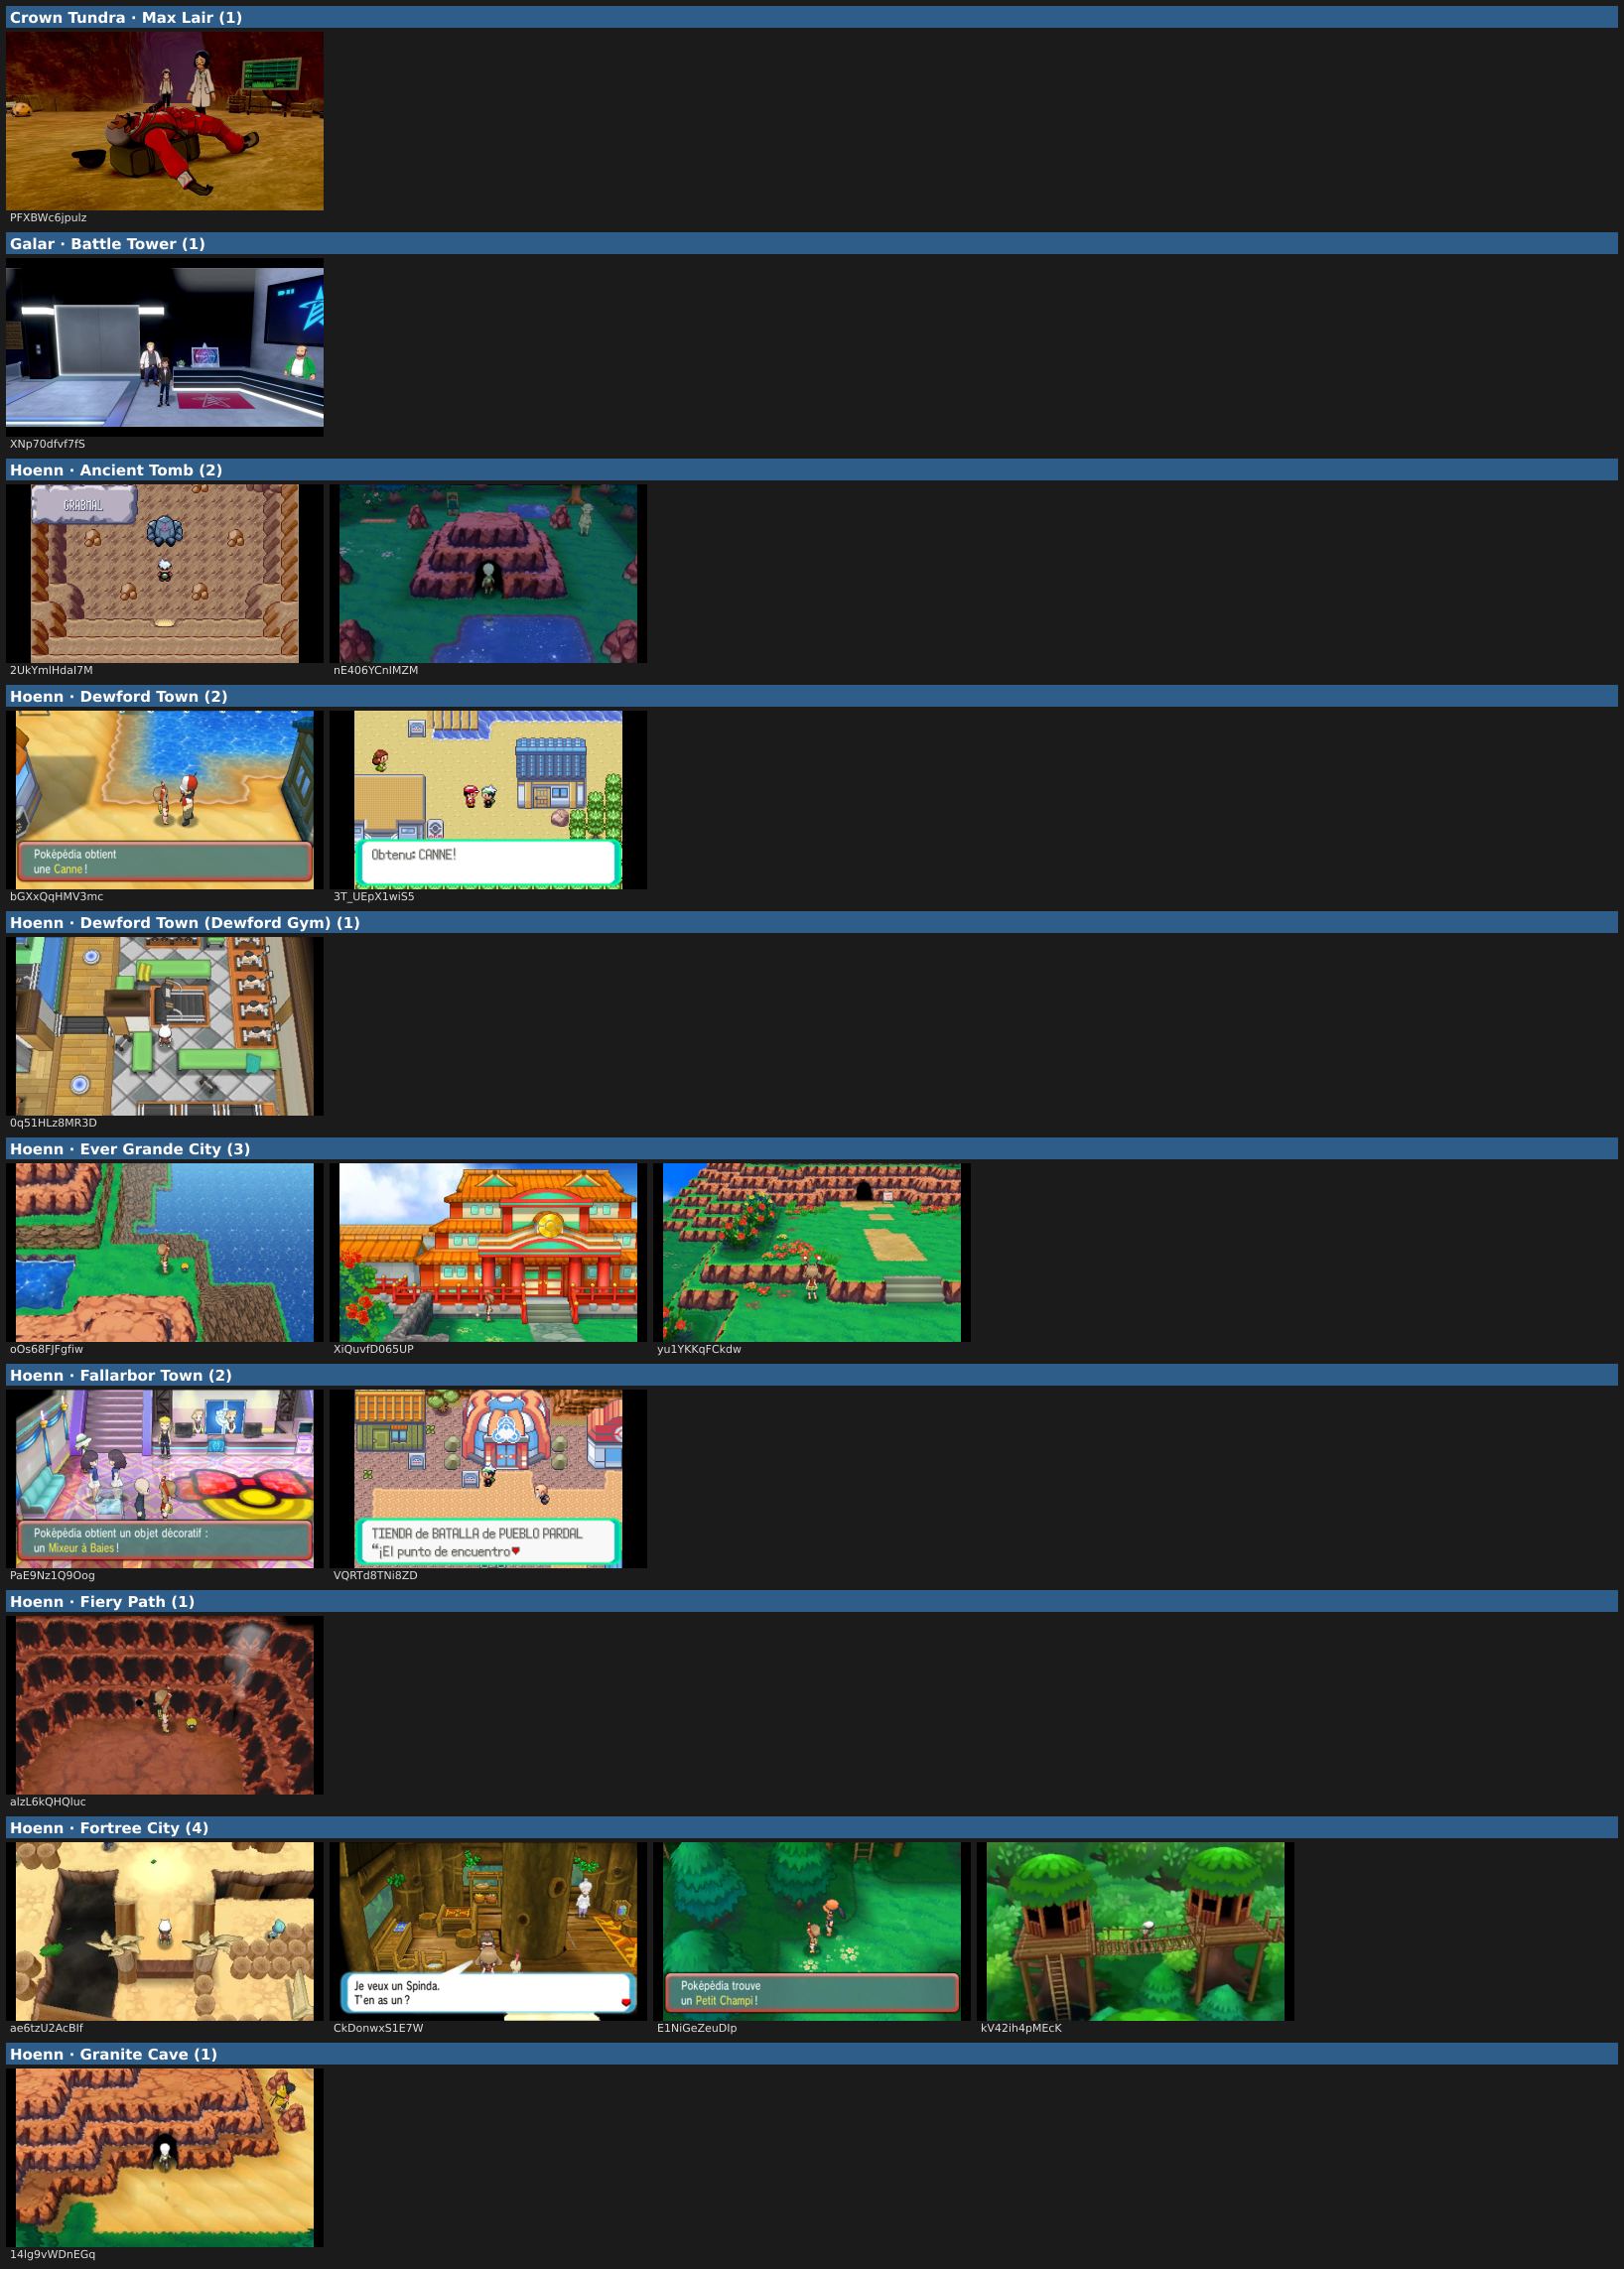 Crown Tundra · Max Lair (1)
PFXBWc6jpulz
Galar · Battle Tower (1)
XNp70dfvf7fS
Hoenn · Ancient Tomb (2)
GRABMAL
2UkYmlHdal7M
nE406YCnlMZM
Hoenn · Dewford Town (2)
Poképédia obtient
une Canne !
Obtenu: CANNE!
bGXxQqHMV3mc
3T_UEpX1wiS5
Hoenn · Dewford Town (Dewford Gym) (1)
0q51HLz8MR3D
Hoenn · Ever Grande City (3)
oOs68FJFgfiw
XiQuvfD065UP
yu1YKKqFCkdw
Hoenn · Fallarbor Town (2)
Poképédia obtient un objet décoratif :
un Mixeur à Baies !
TIENDA de BATALLA de PUEBLO PARDAL
“¡El punto de encuentro
PaE9Nz1Q9Oog
VQRTd8TNi8ZD
Hoenn · Fiery Path (1)
alzL6kQHQluc
Hoenn · Fortree City (4)
Je veux un Spinda.
T'en as un ?
Poképédia trouve
un Petit Champi !
ae6tzU2AcBlf
CkDonwxS1E7W
E1NiGeZeuDlp
kV42ih4pMEcK
Hoenn · Granite Cave (1)
14lg9vWDnEGq